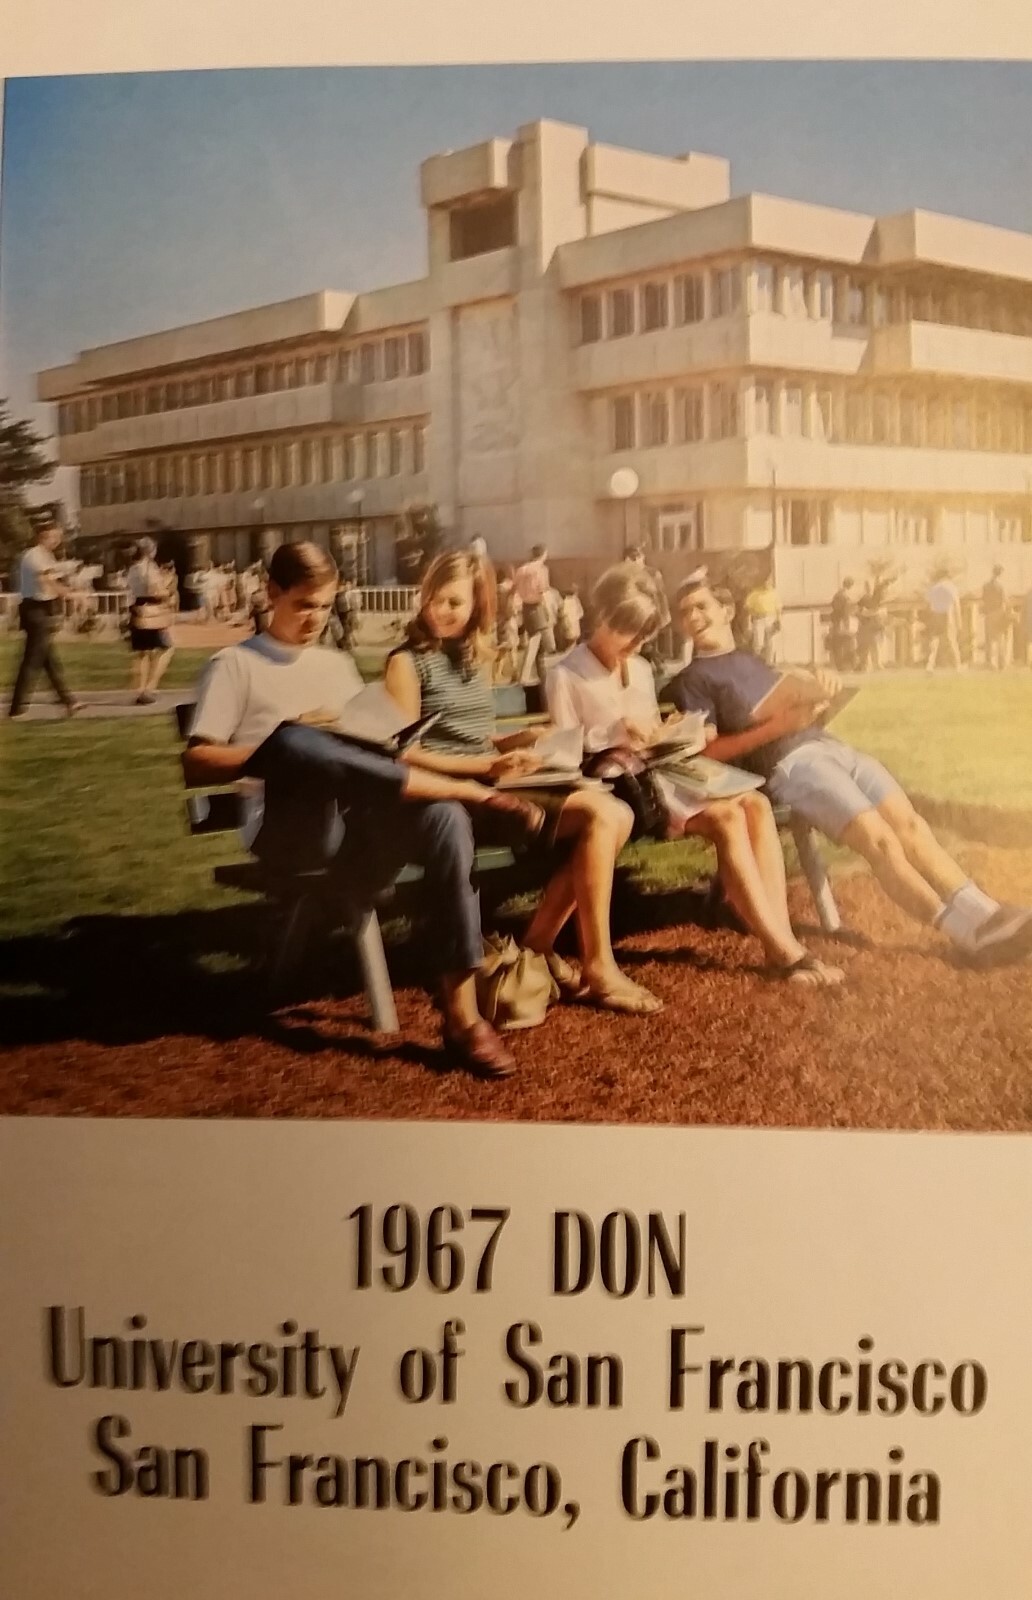 1967 DON
University of San Francisco
San Francisco, California